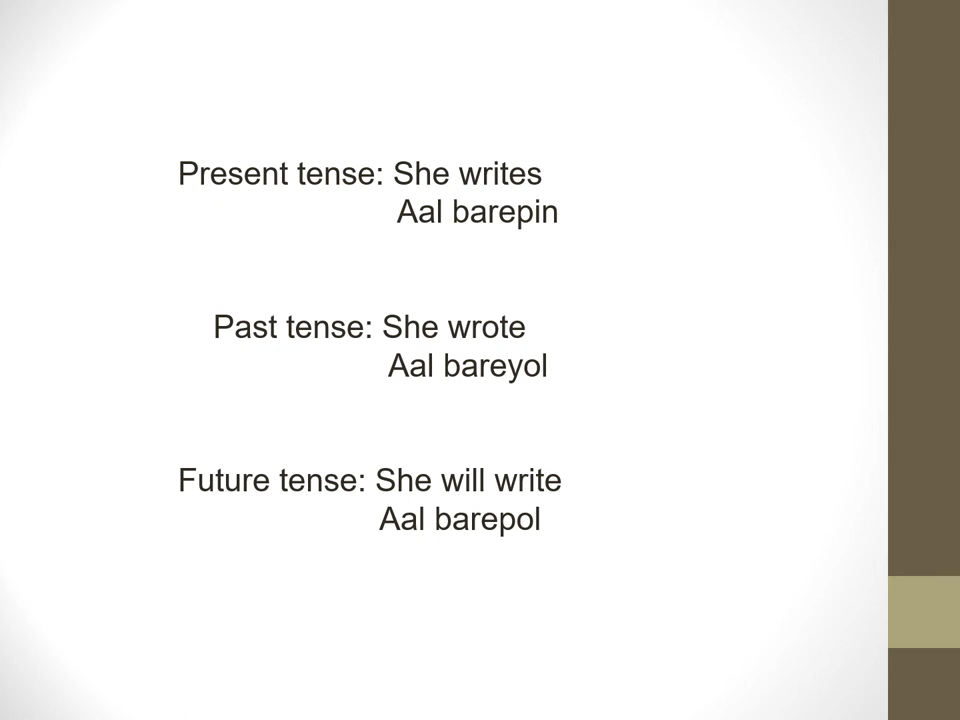 Present tense: She writes
Aal barepin
Past tense: She wrote
Aal bareyol
Future tense: She will write
Aal barepol